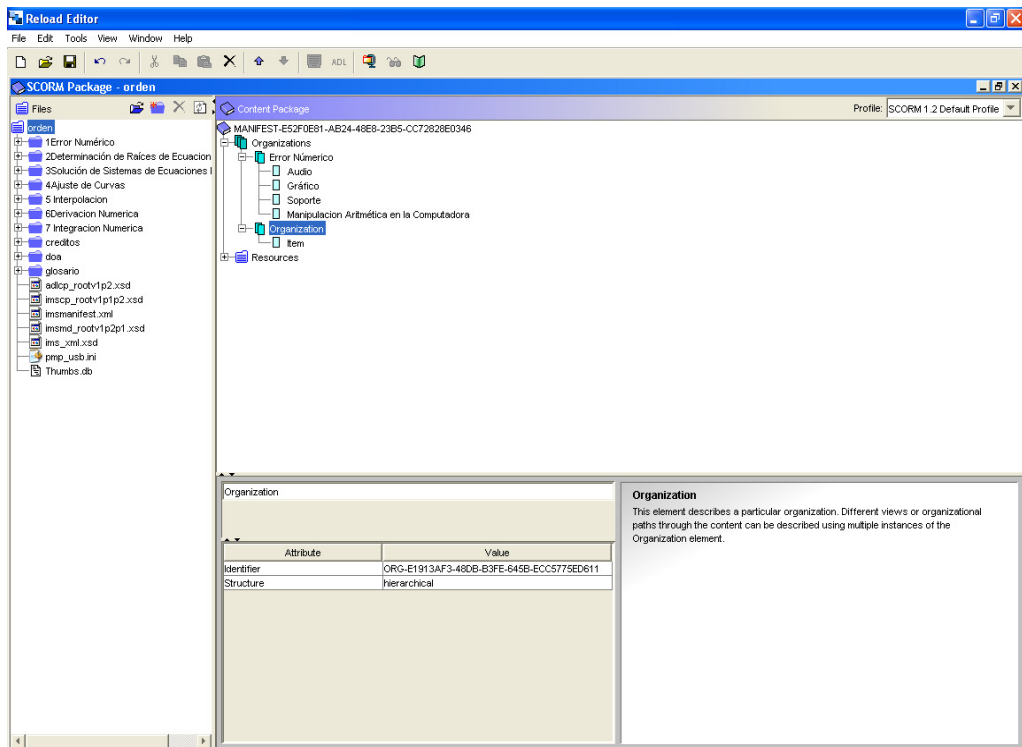 Reload Editor
File Edit Tools View Window Help
ADL
SCORM Package - orden
Files
Content Package
Profile: SCORM 1.2 Default Profile
orden
1Error Numérico
2Determinación de Raíces de Ecuacion
3Solución de Sistemas de Ecuaciones l
4Ajuste de Curvas
5 Interpolacion
6Derivacion Numerica
7 Integracion Numerica
creditos
doa
glosario
adlcp_rootv1p2.xsd
imscp_rootv1p1p2.xsd
imsmanifest.xml
imsmd_rootv1p2p1.xsd
ims_xml.xsd
pmp_usb.ini
Thumbs.db
MANIFEST-E52F0E81-AB24-48E8-23B5-CC72828E0346
Organizations
Error Númerico
Audio
Gráfico
Soporte
Manipulacion Aritmética en la Computadora
Organization
Item
Resources
Organization
Attribute Value
Identifier ORG-E1913AF3-48DB-B3FE-645B-ECC5775ED611
Structure hierarchical
Organization
This element describes a particular organization. Different views or organizational
paths through the content can be described using multiple instances of the
Organization element.